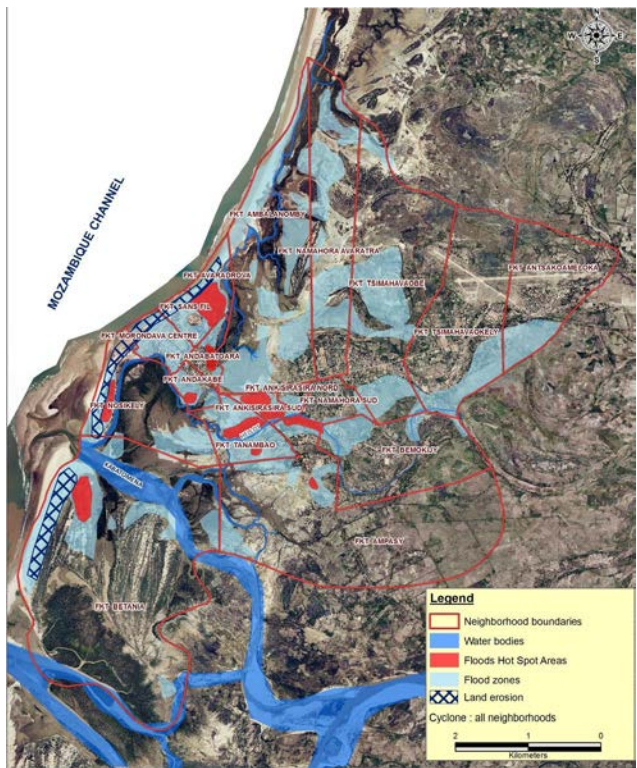 N
W
E
S
MOZAMBIQUE CHANNEL
FKT AMBALANOMBY
FKT NAMAHORA AVARATRA
FKT ANTSAKOAMELOKA
FKT AVARADROVA
FKT TSIMAHAVAOBE
FKT SANS FIL
FKT TSIMAHAVAOKELY
FKT MORONDAVA CENTRE
FKT ANDABATOARA
FKT ANDAKABE
FKT ANKISIRASIRA NORD
FKT NOSIKELY
FKT NAMAHORA SUD
FKT ANKISIRASIRA SUD
FKT TANAMBAO
FKT BEMOKIJY
KABATOMENA
FKT AMPASY
FKT BETANIA
Legend
Neighborhood boundaries
Water bodies
Floods Hot Spot Areas
Flood zones
Land erosion
Cyclone : all neighborhoods
2 1 0
Kilometers